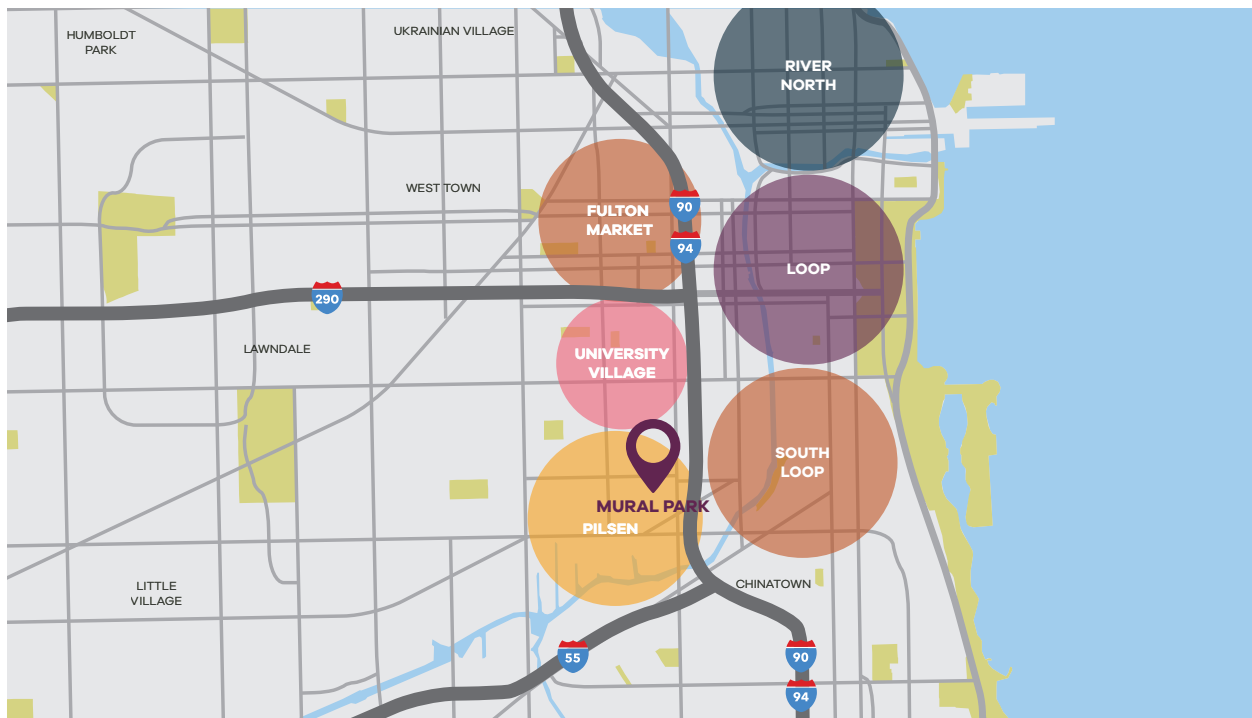 HUMBOLDT
PARK
UKRAINIAN VILLAGE
RIVER
NORTH
WEST TOWN
FULTON
MARKET
90
94
LOOP
290
LAWNDALE
UNIVERSITY
VILLAGE
SOUTH
LOOP
MURAL PARK
PILSEN
LITTLE
VILLAGE
CHINATOWN
55
90
94